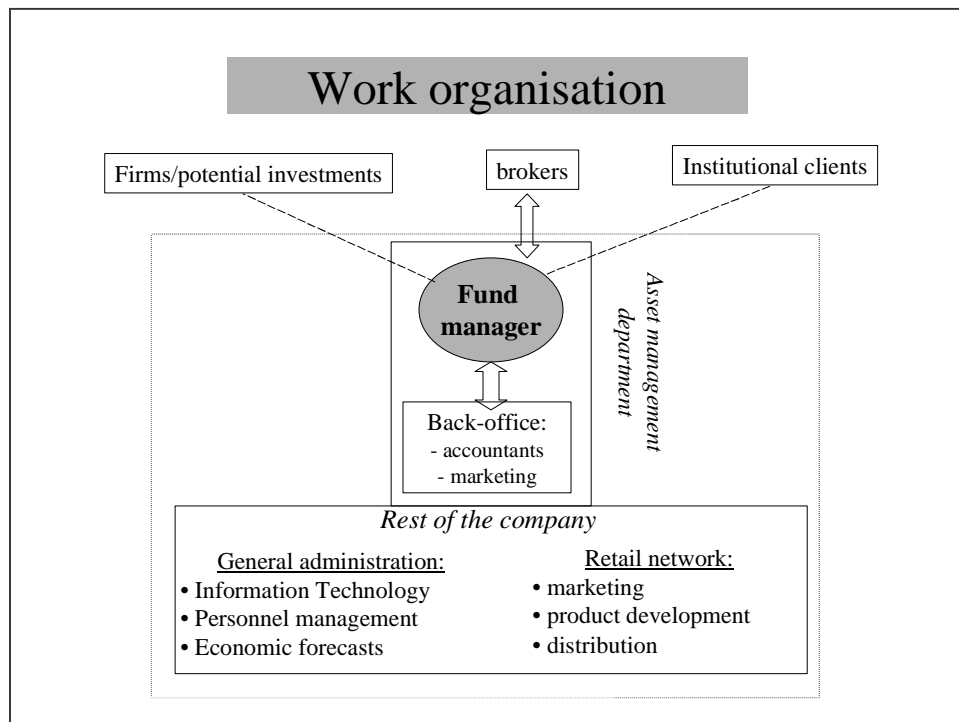 Work organisation
Firms/potential investments
brokers
Institutional clients
Fund
manager
Asset management
department
Back-office:
- accountants
- marketing
Rest of the company
General administration:
• Information Technology
• Personnel management
• Economic forecasts
Retail network:
• marketing
• product development
• distribution